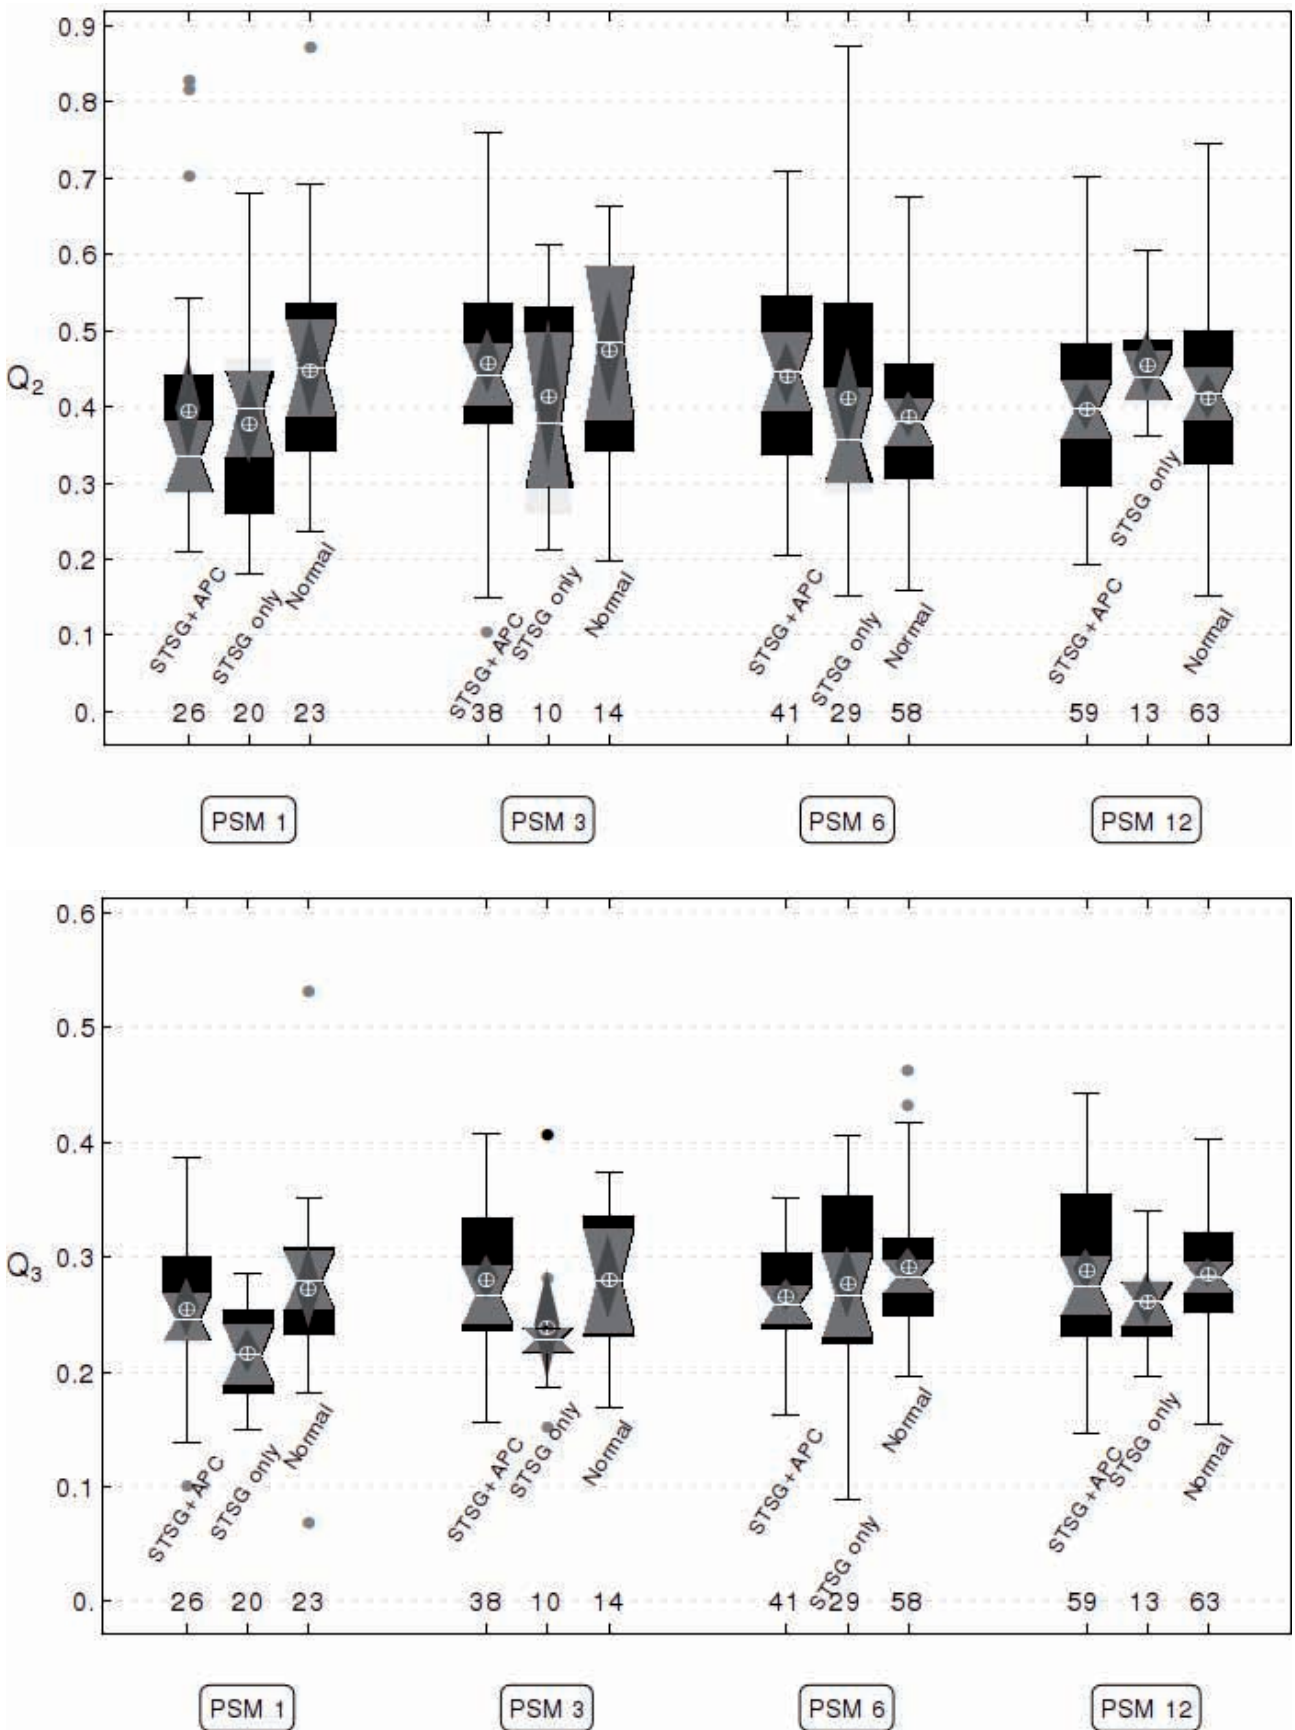 0.9
0.8
0.7
0.6
0.5
Q2
0.4
0.3
0.2
0.1
0.
STSG+APC STSG only Normal
STSG+APC STSG only Normal
STSG+APC STSG only Normal
STSG+APC STSG only Normal
26 20 23 38 10 14 41 29 58 59 13 63
PSM 1 PSM 3 PSM 6 PSM 12
0.6
0.5
0.4
0.3
Q3
0.2
0.1
0.
STSG+APC STSG only Normal
STSG+APC STSG only Normal
STSG+APC STSG only Normal
STSG+APC STSG only Normal
26 20 23 38 10 14 41 29 58 59 13 63
PSM 1 PSM 3 PSM 6 PSM 12